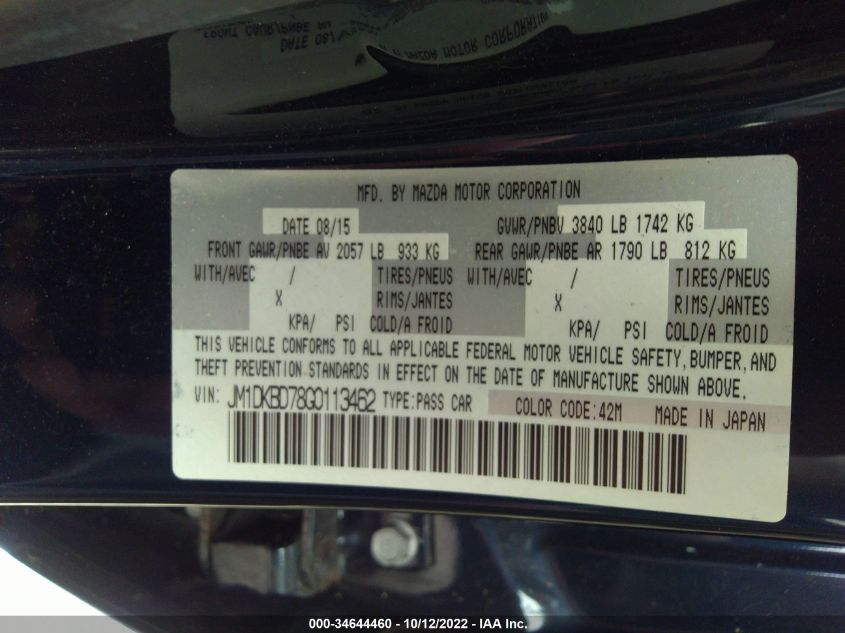 MFD. BY MAZDA MOTOR CORPORATION
DATE 08/15 GVWR/PNBV 3840 LB 1742 KG
FRONT GAWR/PNBE AV 2057 LB 933 KG REAR GAWR/PNBE AR 1790 LB 812 KG
WITH/AVEC / TIRES/PNEUS WITH/AVEC / TIRES/PNEUS
X RIMS/JANTES X RIMS/JANTES
KPA/ PSI COLD/A FROID KPA/ PSI COLD/A FROID
THIS VEHICLE CONFORMS TO ALL APPLICABLE FEDERAL MOTOR VEHICLE SAFETY, BUMPER, AND
THEFT PREVENTION STANDARDS IN EFFECT ON THE DATE OF MANUFACTURE SHOWN ABOVE.
VIN: JM1DKBD78G0113462 TYPE:PASS CAR COLOR CODE:42M MADE IN JAPAN
000-34644460 - 10/12/2022 - IAA Inc.